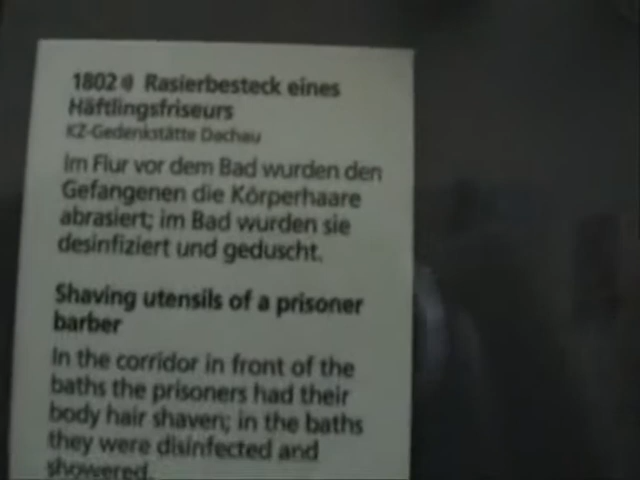 1802 Rasierbesteck eines
Häftlingsfriseurs
KZ-Gedenkstätte Dachau
Im Flur vor dem Bad wurden den
Gefangenen die Körperhaare
abrasiert; im Bad wurden sie
desinfiziert und geduscht.
Shaving utensils of a prisoner
barber
In the corridor in front of the
baths the prisoners had their
body hair shaven; in the baths
they were disinfected and
showered.